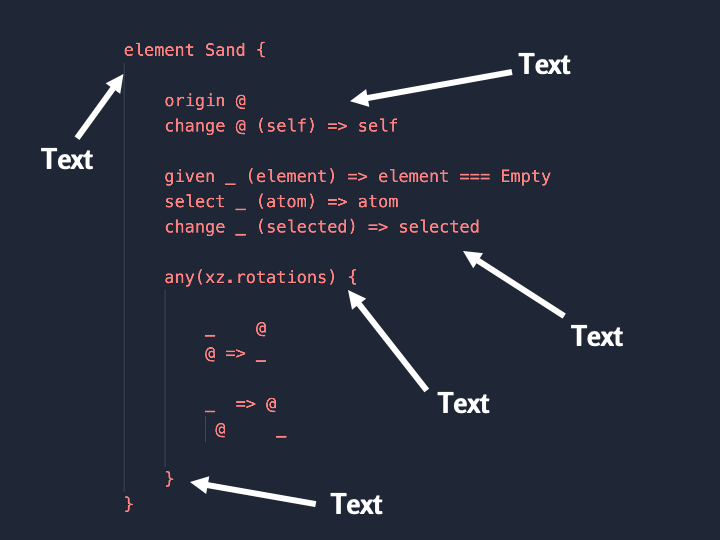 element Sand {
Text
origin @
change @ (self) => self
Text
given _ (element) => element === Empty
select _ (atom) => atom
change _ (selected) => selected
any(xz.rotations) {
_    @
@ => _
Text
_  => @
 @     _
Text
}
Text
}